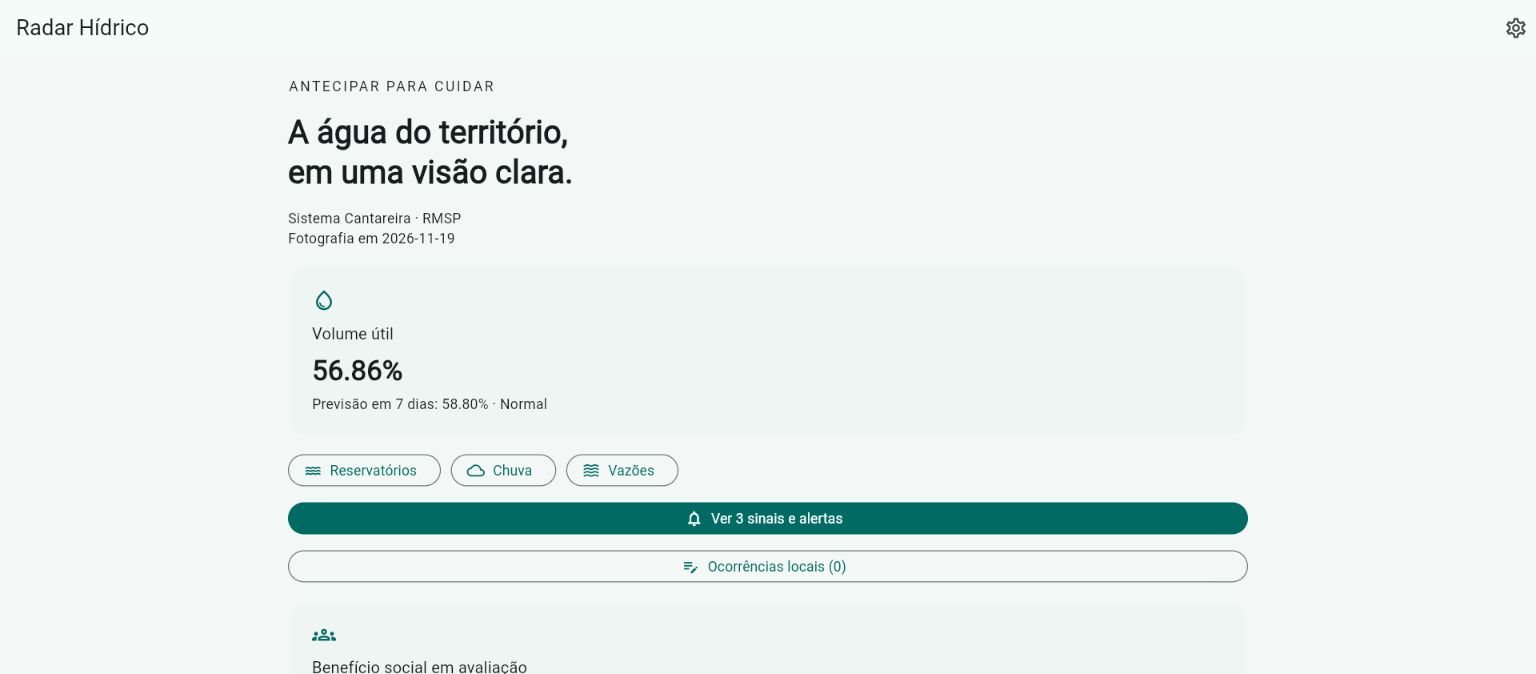 Radar Hídrico
ANTECIPAR PARA CUIDAR
A água do território,
em uma visão clara.
Sistema Cantareira · RMSP
Fotografia em 2026-11-19
Volume útil
56.86%
Previsão em 7 dias: 58.80% · Normal
Reservatórios
Chuva
Vazões
Ver 3 sinais e alertas
Ocorrências locais (0)
Benefício social em avaliação